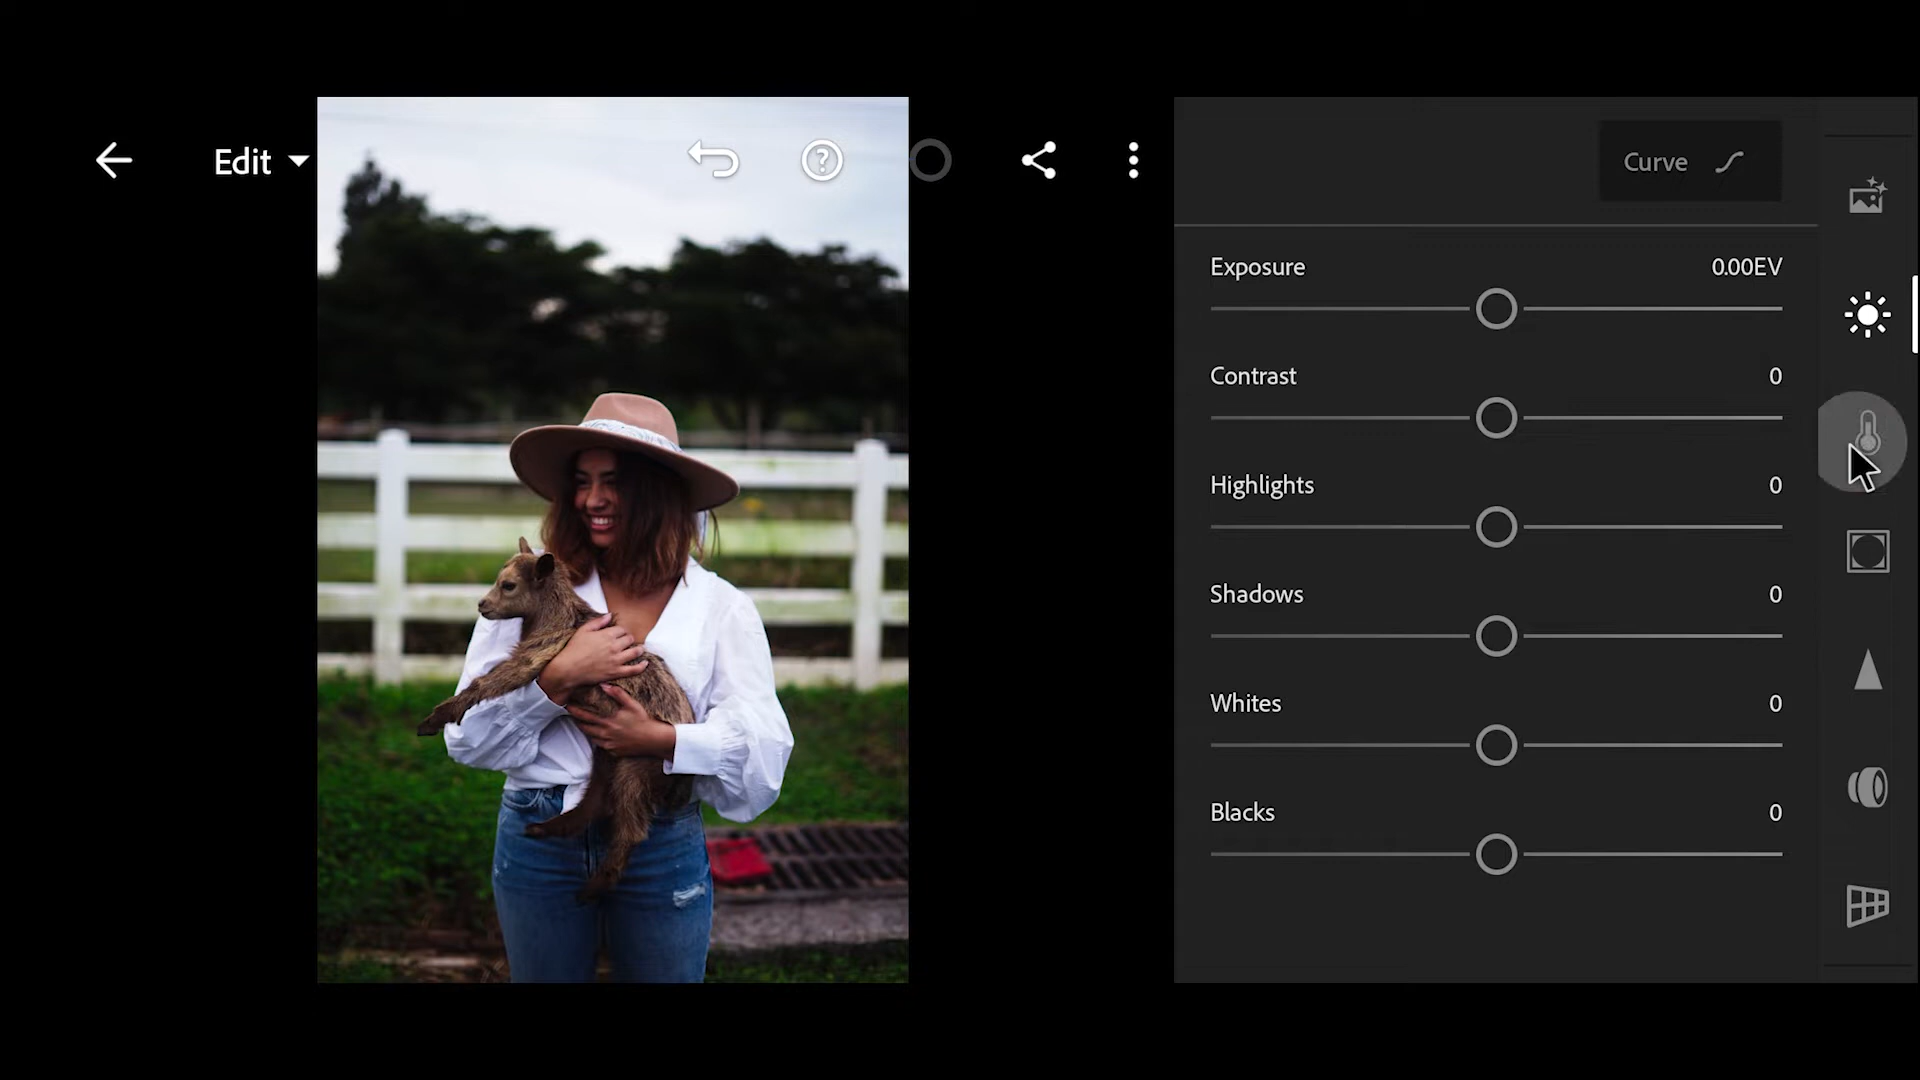 Edit
Curve
Exposure 0.00EV
Contrast 0
Highlights 0
Shadows 0
Whites 0
Blacks 0